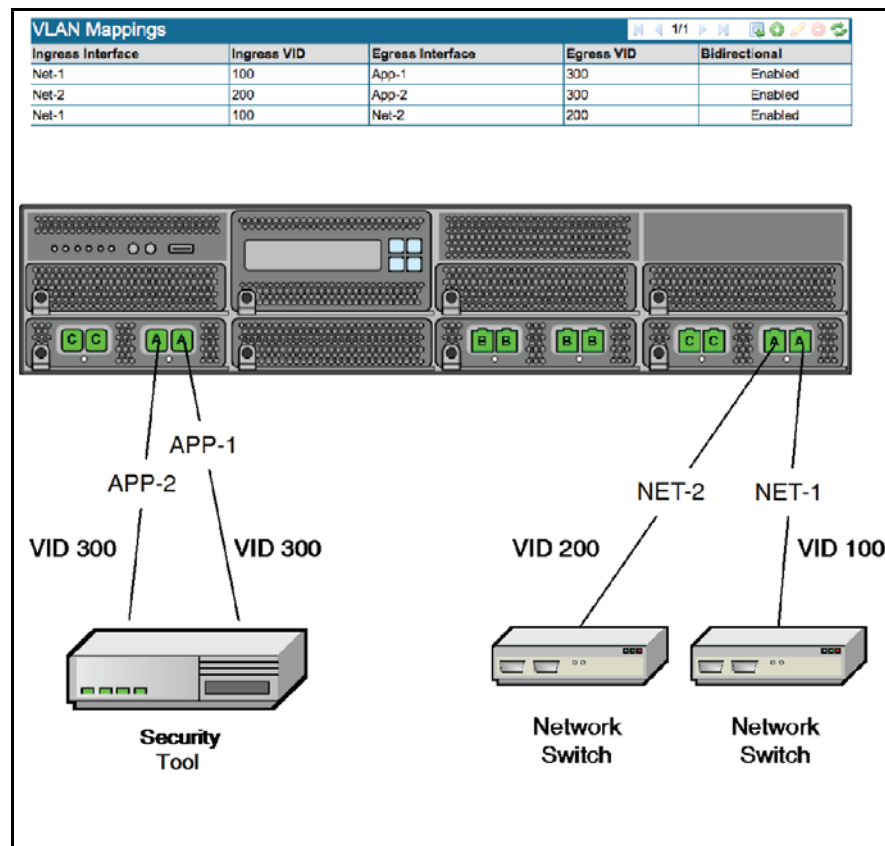 VLAN Mappings 1/1
Ingress Interface Ingress VID Egress Interface Egress VID Bidirectional
Net-1 100 App-1 300 Enabled
Net-2 200 App-2 300 Enabled
Net-1 100 Net-2 200 Enabled
C C A A B B B B C C A A
APP-1
APP-2 NET-2 NET-1
VID 300 VID 300 VID 200 VID 100
Security
Tool
Network
Switch
Network
Switch